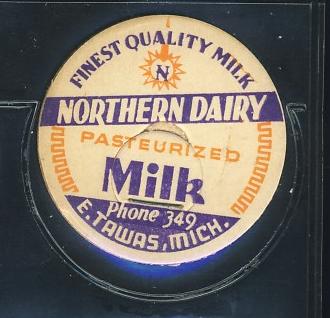 FINEST QUALITY MILK
N
NORTHERN DAIRY
PASTEURIZED
Milk
Phone 349
E. TAWAS, MICH.